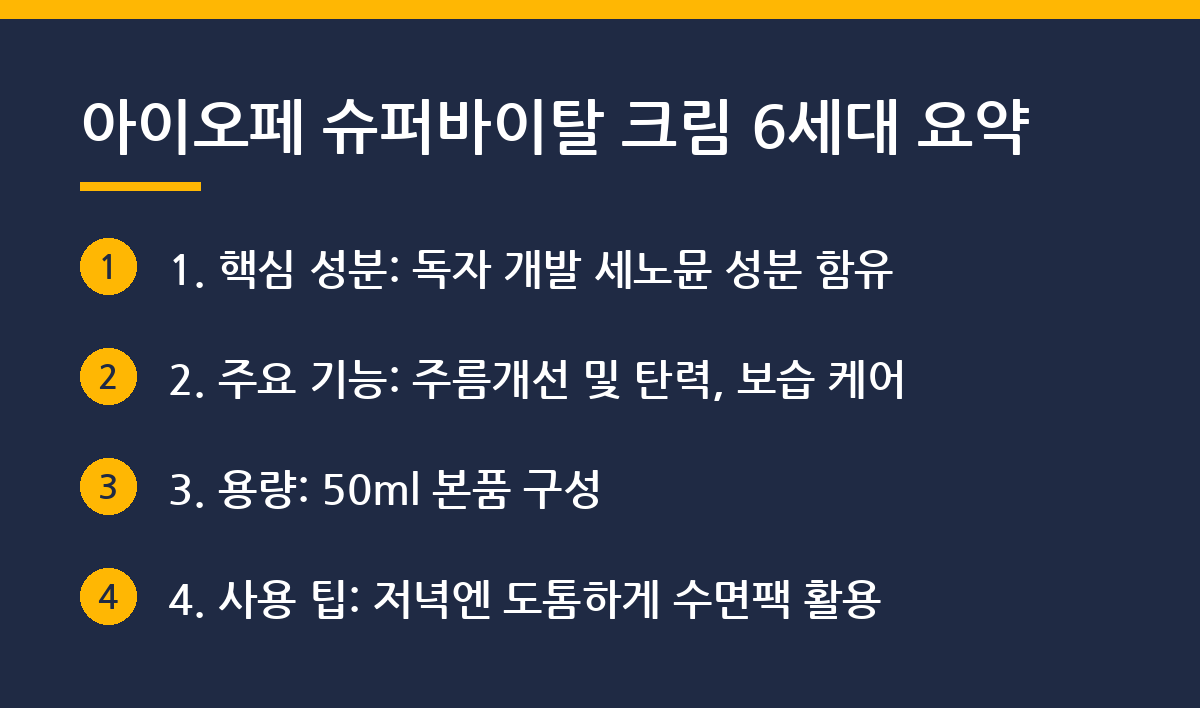 아이오페 슈퍼바이탈 크림 6세대 요약
1 1. 핵심 성분: 독자 개발 세노뮨 성분 함유
2 2. 주요 기능: 주름개선 및 탄력, 보습 케어
3 3. 용량: 50ml 본품 구성
4 4. 사용 팁: 저녁엔 도톰하게 수면팩 활용